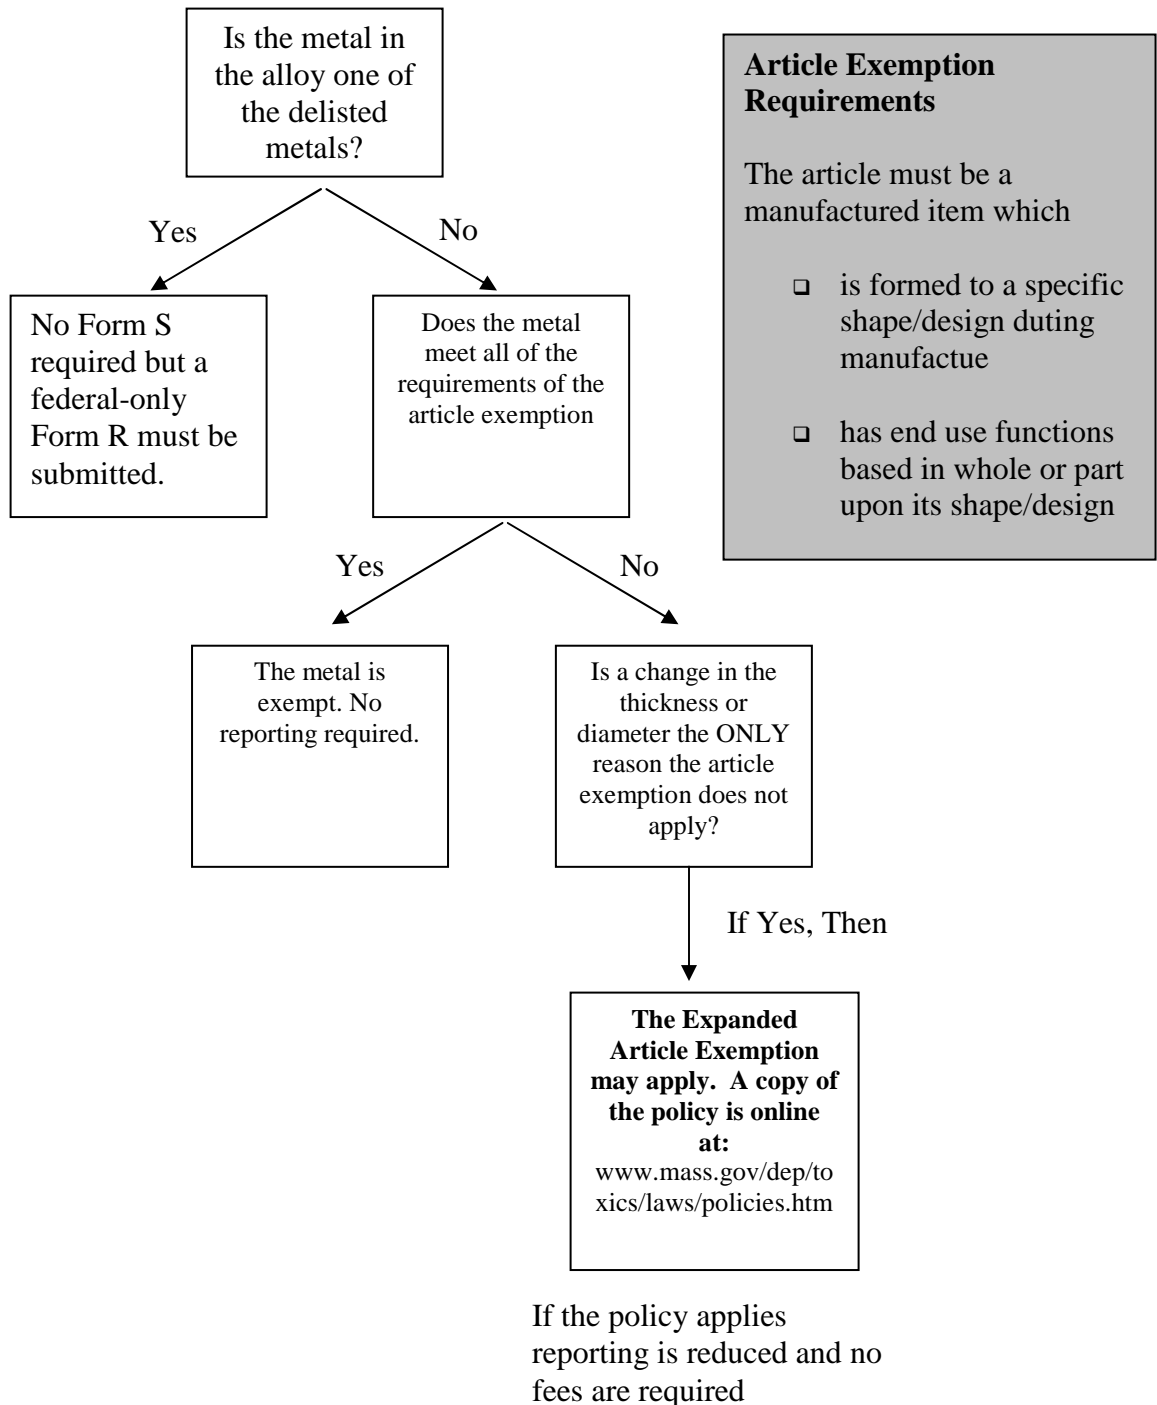 Is the metal in
the alloy one of
the delisted
metals?
Article Exemption
Requirements
The article must be a
manufactured item which
❑ is formed to a specific
shape/design duting
manufactue
❑ has end use functions
based in whole or part
upon its shape/design
Yes
No
No Form S
required but a
federal-only
Form R must be
submitted.
Does the metal
meet all of the
requirements of the
article exemption
Yes
No
The metal is
exempt. No
reporting required.
Is a change in the
thickness or
diameter the ONLY
reason the article
exemption does not
apply?
If Yes, Then
The Expanded
Article Exemption
may apply.  A copy of
the policy is online
at:
www.mass.gov/dep/to
xics/laws/policies.htm
If the policy applies
reporting is reduced and no
fees are required